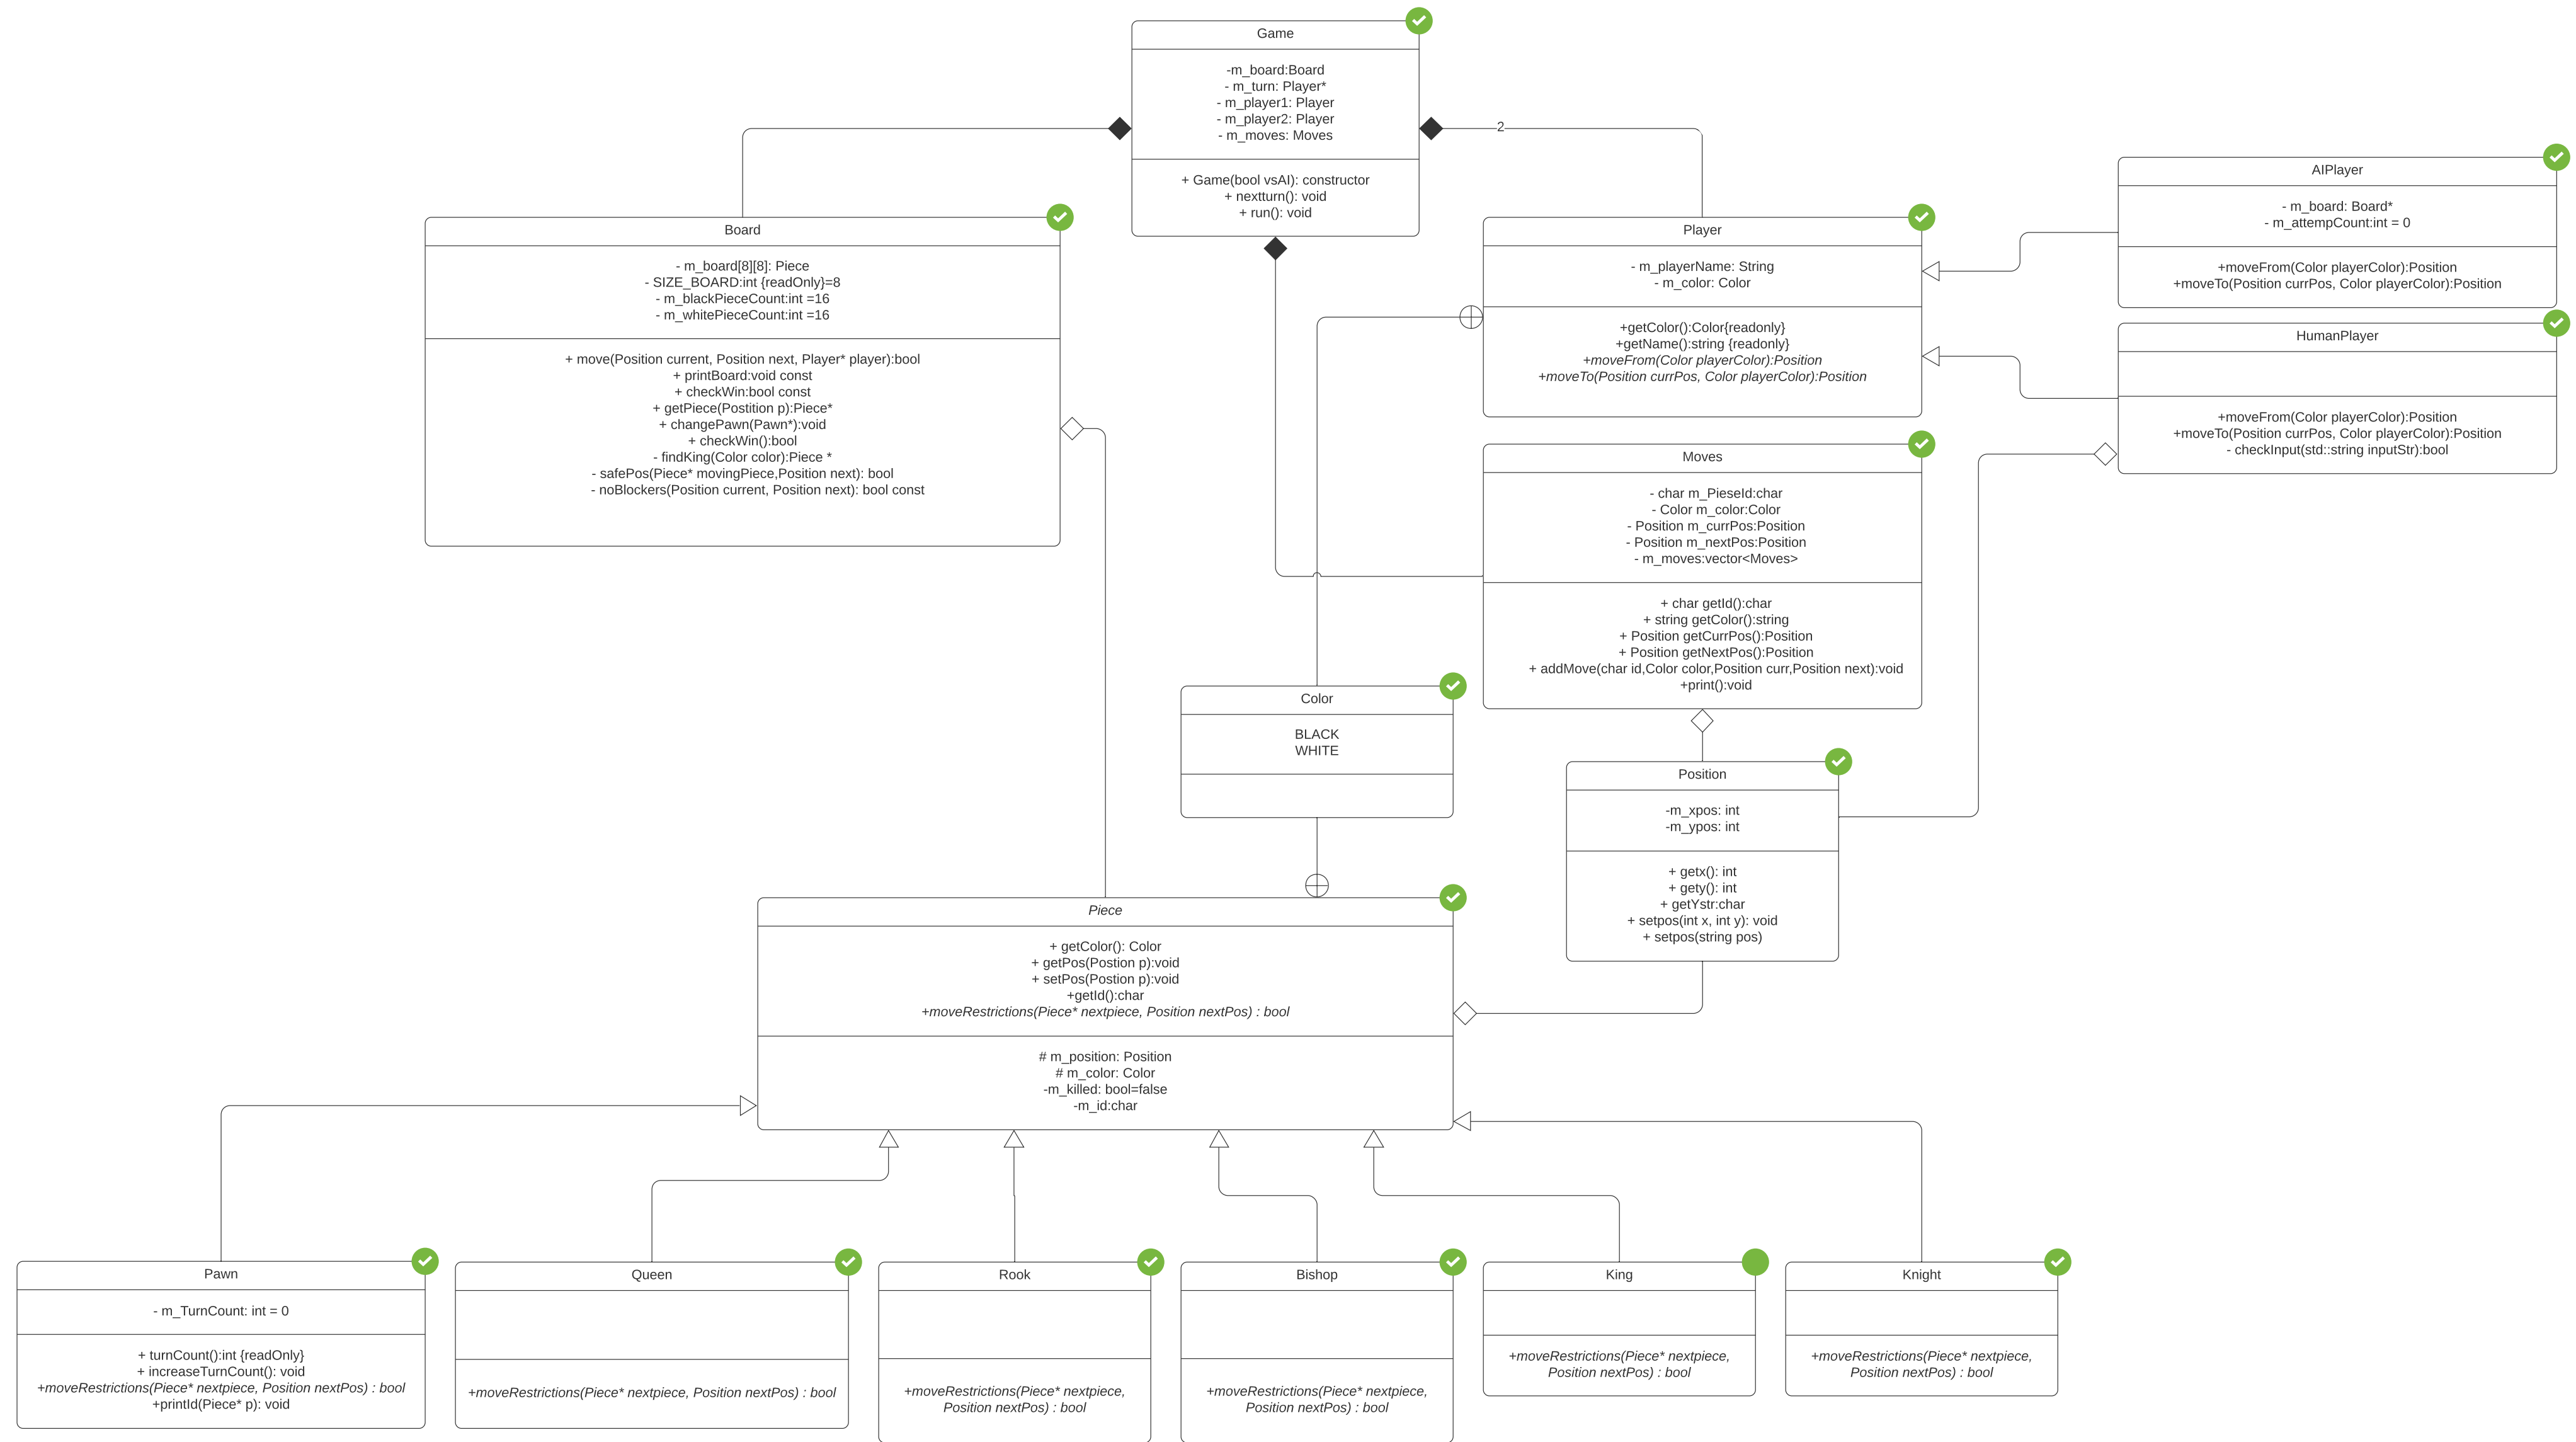 Game
-m_board:Board
- m_turn: Player*
- m_player1: Player
- m_player2: Player
- m_moves: Moves
+ Game(bool vsAI): constructor
+ nextturn(): void
+ run(): void
2
Board
- m_board[8][8]: Piece
- SIZE_BOARD:int {readOnly}=8
- m_blackPieceCount:int =16
- m_whitePieceCount:int =16
+ move(Position current, Position next, Player* player):bool
+ printBoard:void const
+ checkWin:bool const
+ getPiece(Postition p):Piece*
+ changePawn(Pawn*):void
+ checkWin():bool
- findKing(Color color):Piece *
- safePos(Piece* movingPiece,Position next): bool
- noBlockers(Position current, Position next): bool const
Player
- m_playerName: String
- m_color: Color
+getColor():Color{readonly}
+getName():string {readonly}
+moveFrom(Color playerColor):Position
+moveTo(Position currPos, Color playerColor):Position
AIPlayer
- m_board: Board*
- m_attempCount:int = 0
+moveFrom(Color playerColor):Position
+moveTo(Position currPos, Color playerColor):Position
HumanPlayer
+moveFrom(Color playerColor):Position
+moveTo(Position currPos, Color playerColor):Position
- checkInput(std::string inputStr):bool
Moves
- char m_PieseId:char
- Color m_color:Color
- Position m_currPos:Position
- Position m_nextPos:Position
- m_moves:vector<Moves>
+ char getId():char
+ string getColor():string
+ Position getCurrPos():Position
+ Position getNextPos():Position
+ addMove(char id,Color color,Position curr,Position next):void
+print():void
Color
BLACK
WHITE
Position
-m_xpos: int
-m_ypos: int
+ getx(): int
+ gety(): int
+ getYstr:char
+ setpos(int x, int y): void
+ setpos(string pos)
Piece
+ getColor(): Color
+ getPos(Postion p):void
+ setPos(Postion p):void
+getId():char
+moveRestrictions(Piece* nextpiece, Position nextPos) : bool
# m_position: Position
# m_color: Color
-m_killed: bool=false
-m_id:char
Pawn
- m_TurnCount: int = 0
+ turnCount():int {readOnly}
+ increaseTurnCount(): void
+moveRestrictions(Piece* nextpiece, Position nextPos) : bool
+printId(Piece* p): void
Queen
+moveRestrictions(Piece* nextpiece, Position nextPos) : bool
Rook
+moveRestrictions(Piece* nextpiece,
Position nextPos) : bool
Bishop
+moveRestrictions(Piece* nextpiece,
Position nextPos) : bool
King
+moveRestrictions(Piece* nextpiece,
Position nextPos) : bool
Knight
+moveRestrictions(Piece* nextpiece,
Position nextPos) : bool